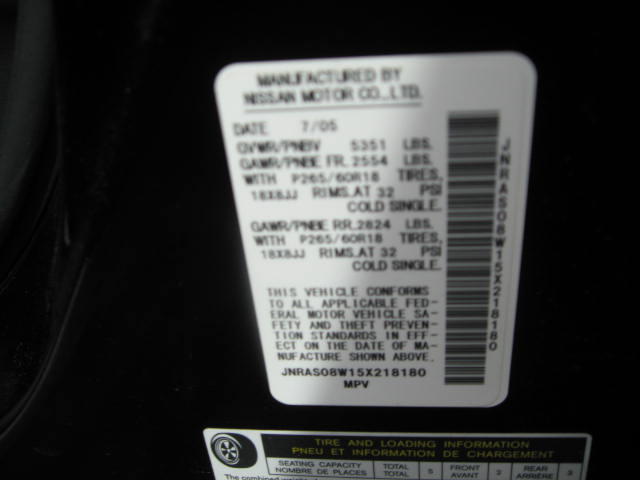 MANUFACTURED BY
NISSAN MOTOR CO.,LTD.
DATE 7/05
GVWR/PNBV 5351 LBS.
GAWR/PNBE FR. 2554 LBS.
WITH P265/60R18 TIRES,
18X8JJ RIMS. AT 32 PSI
COLD SINGLE.
GAWR/PNBE RR. 2824 LBS.
WITH P265/60R18 TIRES,
18X8JJ RIMS. AT 32 PSI
COLD SINGLE.
THIS VEHICLE CONFORMS
TO ALL APPLICABLE FED-
ERAL MOTOR VEHICLE SA-
FETY AND THEFT PREVEN-
TION STANDARDS IN EFF-
ECT ON THE DATE OF MA-
NUFACTURE SHOWN ABOVE.
JNRAS08W15X218180
MPV
JNRAS08W15X218180
TIRE AND LOADING INFORMATION
PNEU ET INFORMATION DE CHARGEMENT
SEATING CAPACITY TOTAL 5 FRONT 2 REAR 3
NOMBRE DE PLACES TOTAL AVANT ARRIÈRE
The combined weight